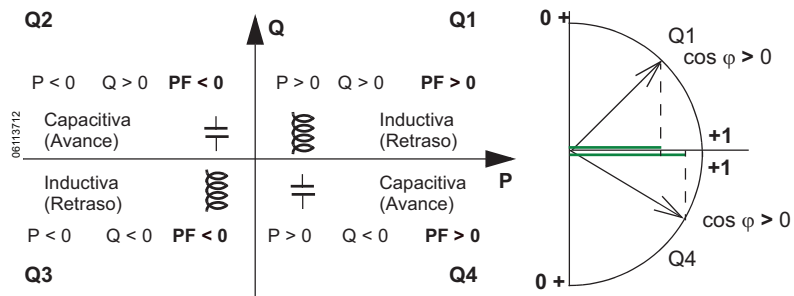 Q2
Q
Q1
P < 0 Q > 0 PF < 0
P > 0 Q > 0 PF > 0
Capacitiva
(Avance)
Inductiva
(Retraso)
06113712
P
Inductiva
(Retraso)
Capacitiva
(Avance)
P < 0 Q < 0 PF < 0
P > 0 Q < 0 PF > 0
Q3
Q4
0 +
Q1
cos φ > 0
+1
+1
cos φ > 0
Q4
0 +